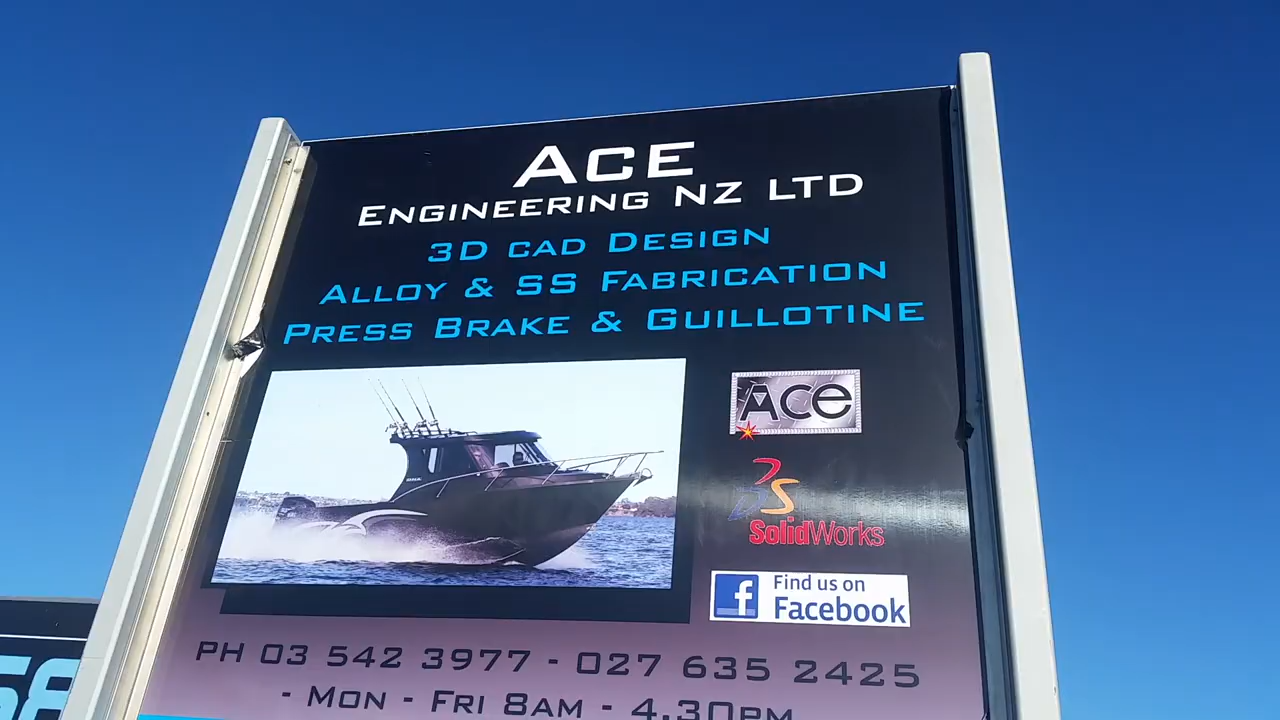 ACE
ENGINEERING NZ LTD
3D CAD DESIGN
ALLOY & SS FABRICATION
PRESS BRAKE & GUILLOTINE
Ace
SolidWorks
f Find us on
Facebook
PH 03 542 3977 - 027 635 2425
- MON - FRI 8AM - 4.30PM
58